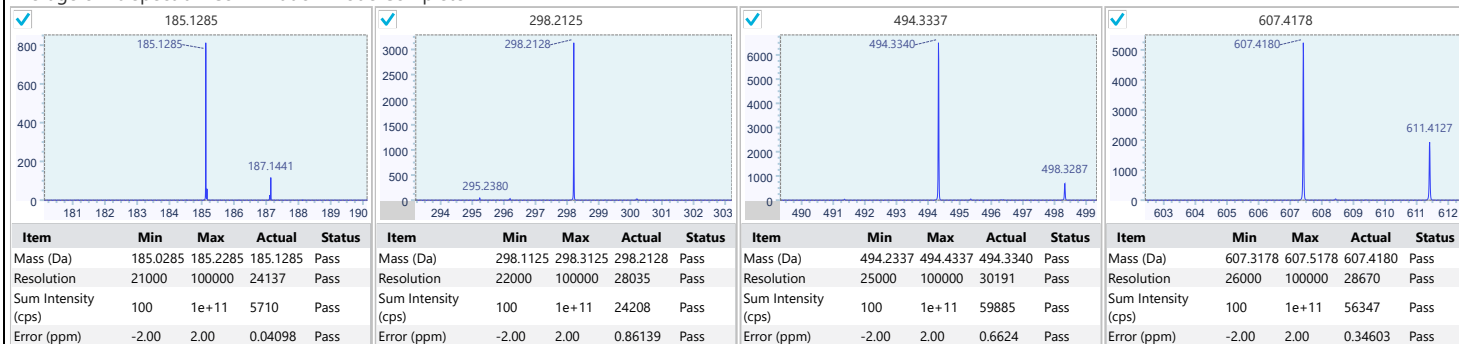 185.1285 298.2125 494.3337 607.4178
800 600 400 200 0
185.1285 187.1441
181 182 183 184 185 186 187 188 189 190
3000 2500 2000 1500 1000 500 0
298.2128 295.2380
294 295 296 297 298 299 300 301 302 303
6000 5000 4000 3000 2000 1000 0
494.3340 498.3287
490 491 492 493 494 495 496 497 498 499
5000 4000 3000 2000 1000 0
607.4180 611.4127
603 604 605 606 607 608 609 610 611 612
Item Min Max Actual Status
Mass (Da) 185.0285 185.2285 185.1285 Pass
Resolution 21000 100000 24137 Pass
Sum Intensity (cps) 100 1e+11 5710 Pass
Error (ppm) -2.00 2.00 0.04098 Pass
Item Min Max Actual Status
Mass (Da) 298.1125 298.3125 298.2128 Pass
Resolution 22000 100000 28035 Pass
Sum Intensity (cps) 100 1e+11 24208 Pass
Error (ppm) -2.00 2.00 0.86139 Pass
Item Min Max Actual Status
Mass (Da) 494.2337 494.4337 494.3340 Pass
Resolution 25000 100000 30191 Pass
Sum Intensity (cps) 100 1e+11 59885 Pass
Error (ppm) -2.00 2.00 0.6624 Pass
Item Min Max Actual Status
Mass (Da) 607.3178 607.5178 607.4180 Pass
Resolution 26000 100000 28670 Pass
Sum Intensity (cps) 100 1e+11 56347 Pass
Error (ppm) -2.00 2.00 0.34603 Pass